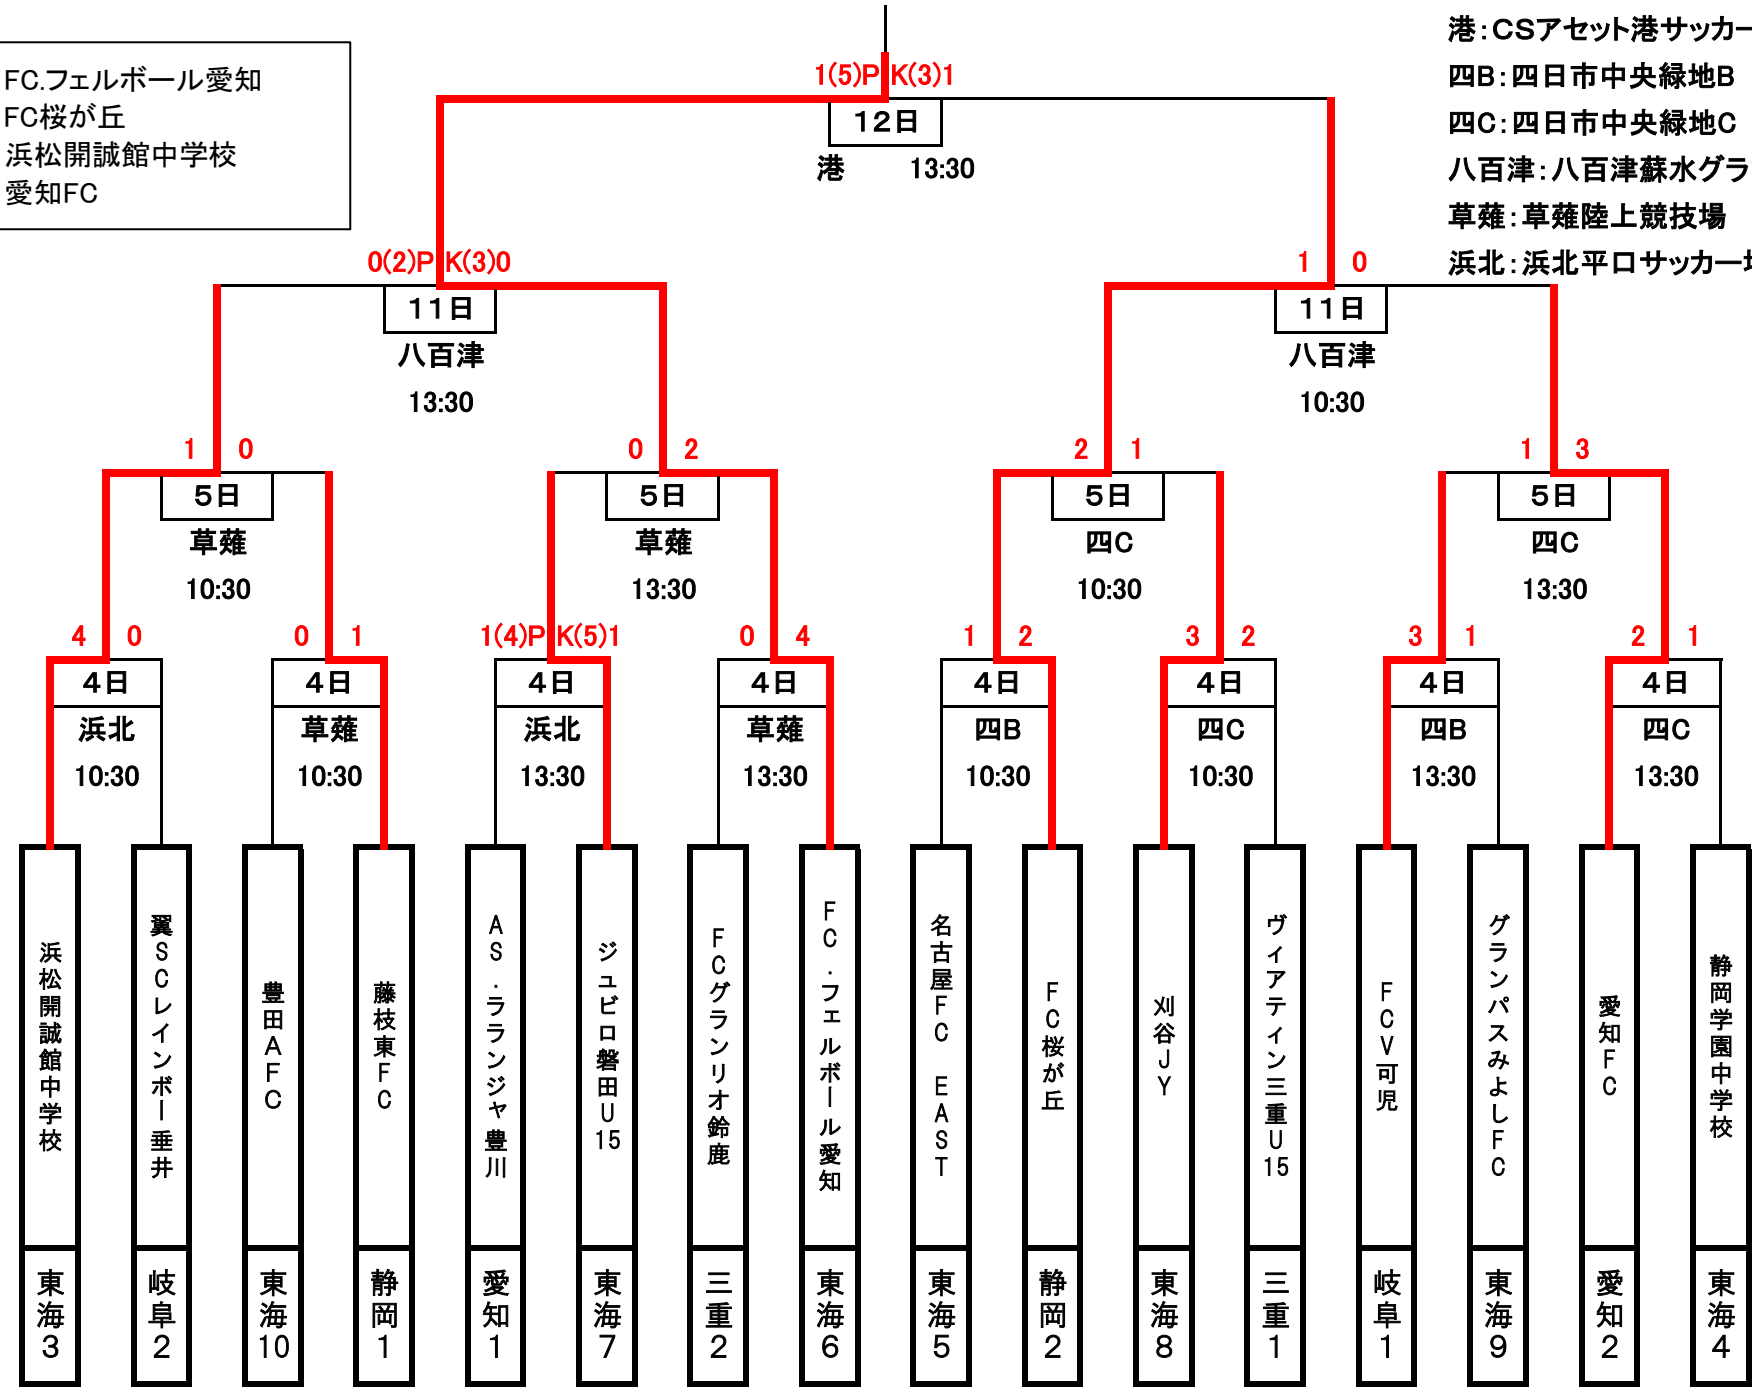 FC.フェルボール愛知
FC桜が丘
浜松開誠館中学校
愛知FC
港：CSアセット港サッカー
四B：四日市中央緑地B
四C：四日市中央緑地C
八百津：八百津蘇水グラ
草薙：草薙陸上競技場
浜北：浜北平口サッカー場
1(5)P K(3)1
12日
港 13:30
0(2)P K(3)0
1 0
11日
11日
八百津
八百津
13:30
10:30
1 0
0 2
2 1
1 3
5日
5日
5日
5日
草薙
草薙
四C
四C
10:30
13:30
10:30
13:30
4 0
0 1
1(4)P K(5)1
0 4
1 2
3 2
3 1
2 1
4日
4日
4日
4日
4日
4日
4日
4日
浜北
草薙
浜北
草薙
四B
四C
四B
四C
10:30
10:30
13:30
13:30
10:30
10:30
13:30
13:30
浜松開誠館中学校
翼SCレインボー垂井
豊田AFC
藤枝東FC
AS．ラランジャ豊川
ジュビロ磐田U15
FCグランリオ鈴鹿
FC．フェルボール愛知
名古屋FC EAST
FC桜が丘
刈谷JY
ヴィアティン三重U15
FCV可児
グランパスみよしFC
愛知FC
静岡学園中学校
東海3
岐阜2
東海10
静岡1
愛知1
東海7
三重2
東海6
東海5
静岡2
東海8
三重1
岐阜1
東海9
愛知2
東海4